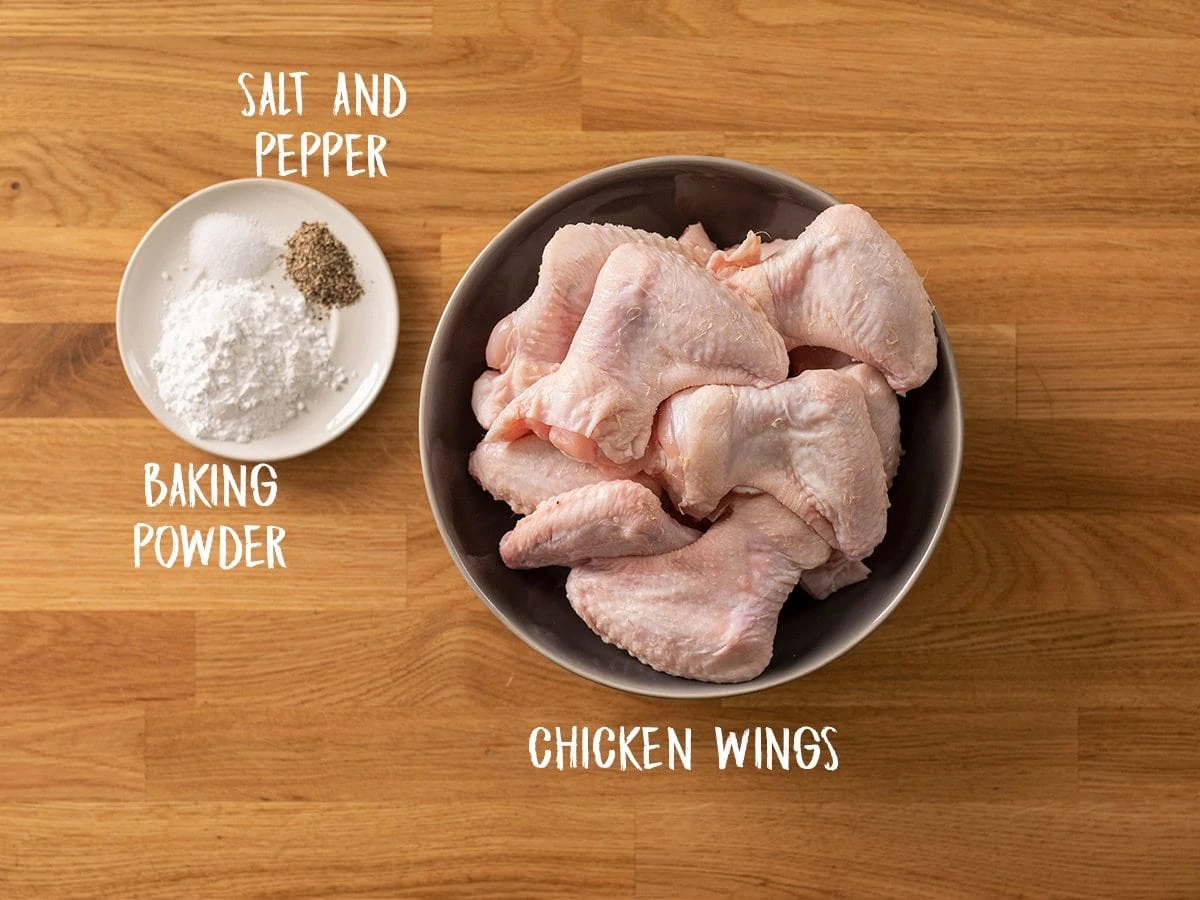 SALT AND
PEPPER
BAKING
POWDER
CHICKEN WINGS